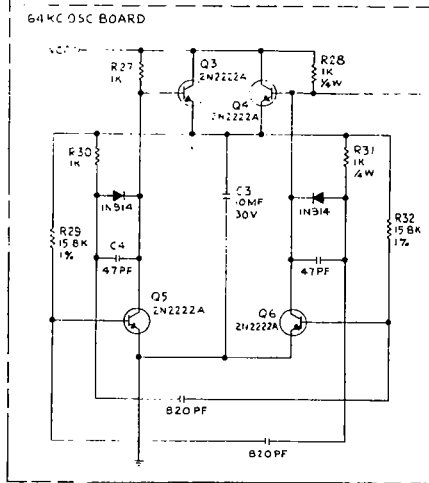 64 KC OSC BOARD
R27
1K
Q3
2N2222A
Q4
2N2222A
R28
1K
¼W
R30
1K
R31
1K
¼W
1N914
C3
10MF
30V
1N914
R29
15.8K
1%
R32
15.8K
1%
C4
47PF
47PF
Q5
2N2222A
Q6
2N2222A
820PF
820PF